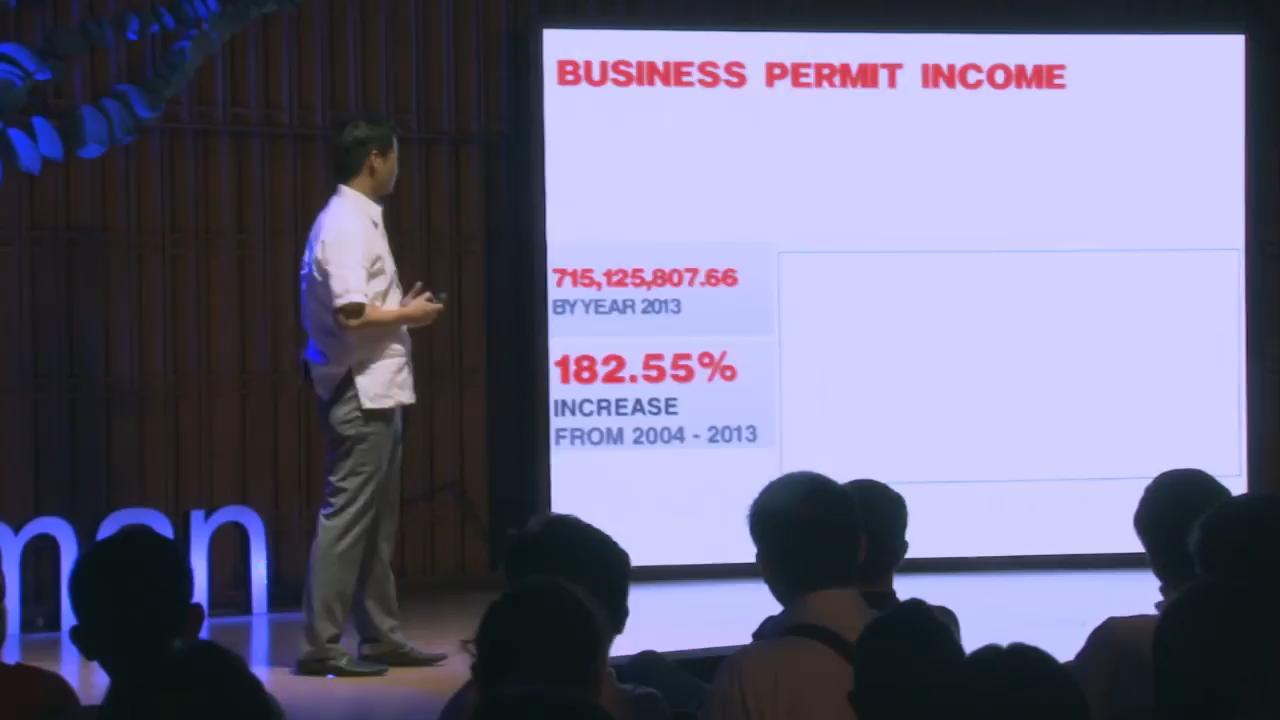 BUSINESS PERMIT INCOME
715,125,807.66
BY YEAR 2013
182.55%
INCREASE
FROM 2004 - 2013